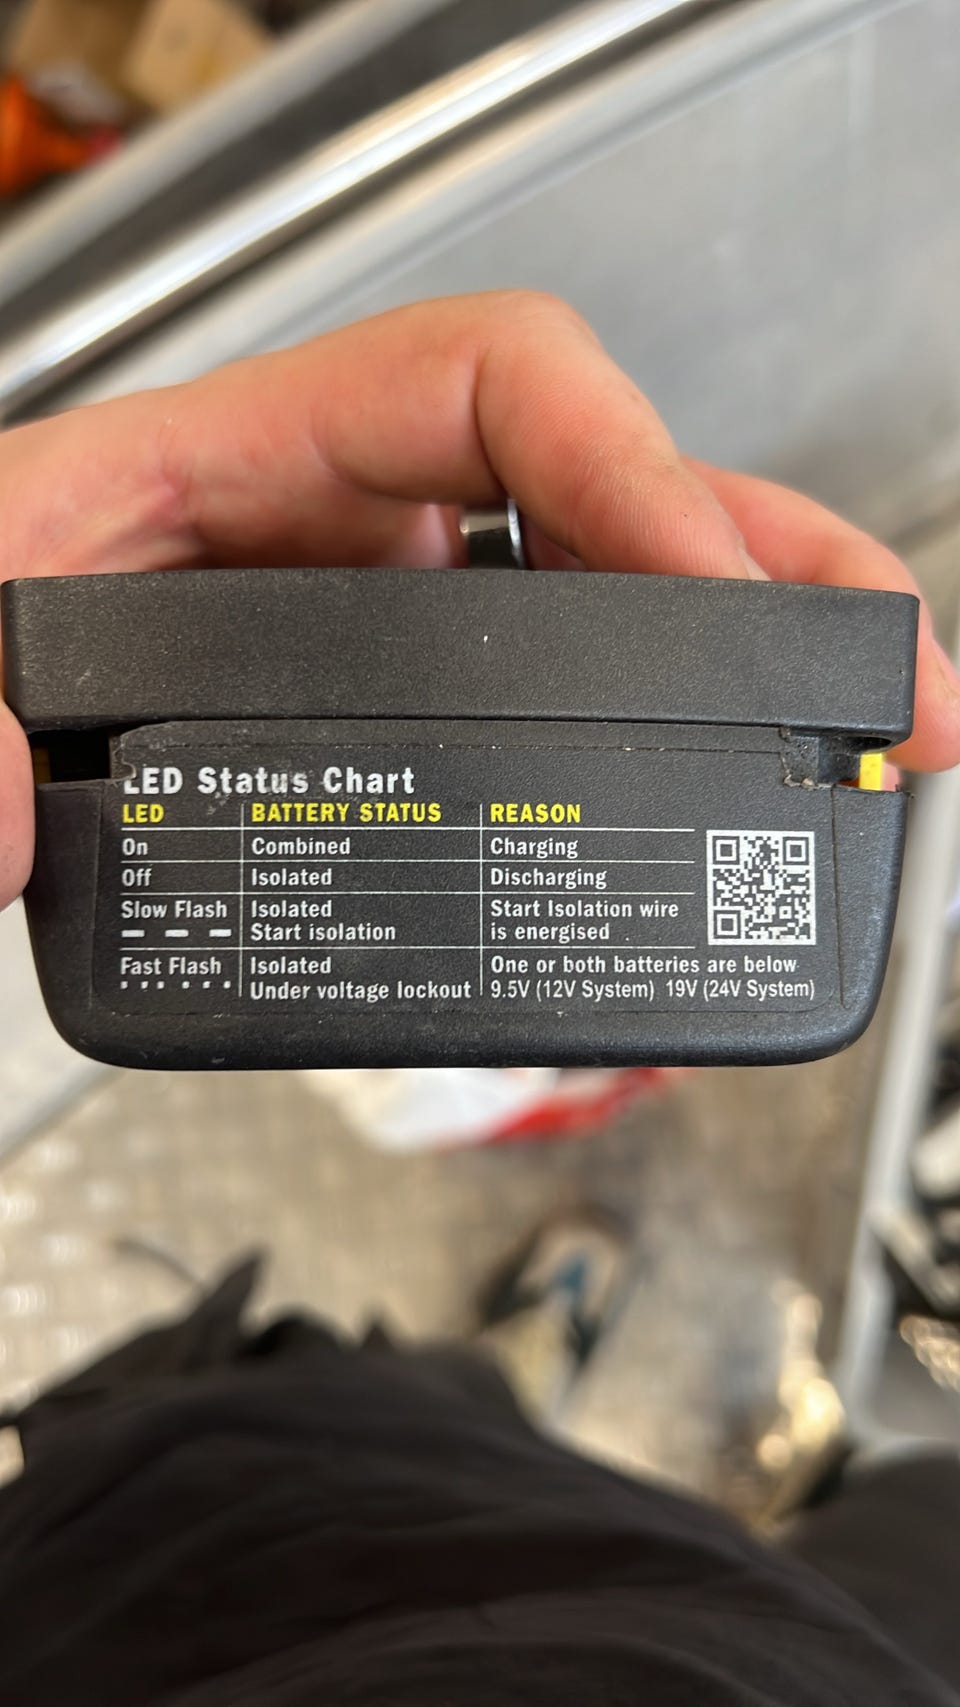 LED Status Chart
LED BATTERY STATUS REASON
On Combined Charging
Off Isolated Discharging
Slow Flash Isolated Start Isolation wire
Start isolation is energised
Fast Flash Isolated One or both batteries are below
Under voltage lockout 9.5V (12V System) 19V (24V System)